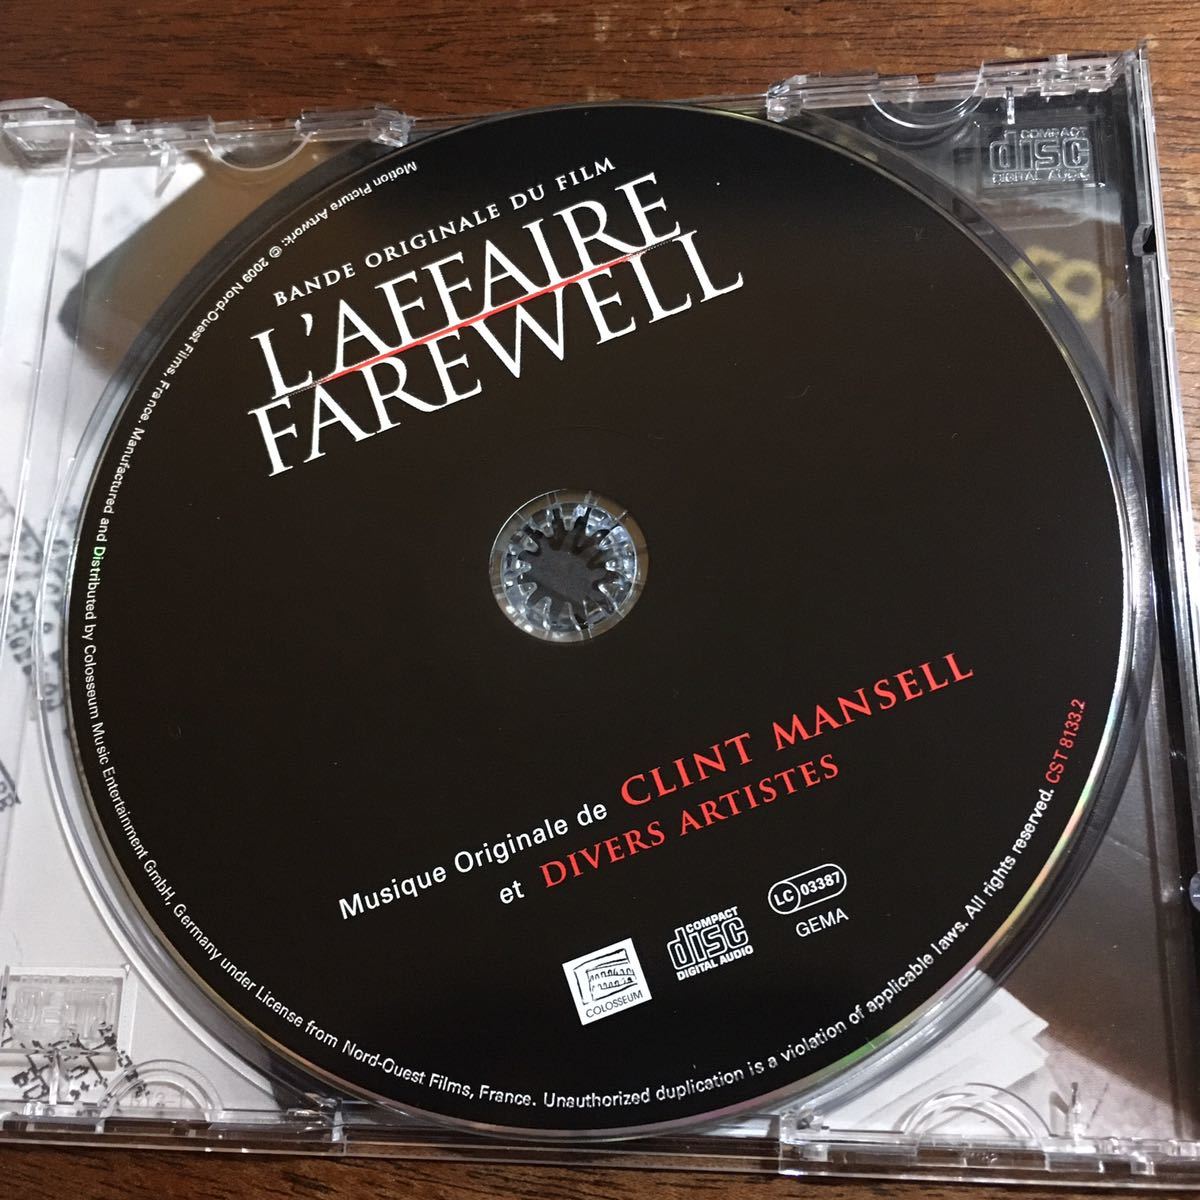 BANDE ORIGINALE DU FILM
L'AFFAIRE
FAREWELL
Musique Originale de CLINT MANSELL
et DIVERS ARTISTES
COLOSSEUM
COMPACT
disc
DIGITAL AUDIO
LC 03387
GEMA
Motion Picture Artwork: © 2009 Nord-Ouest Films, France. Manufactured and Distributed by Colosseum Music Entertainment GmbH, Germany under License from Nord-Ouest Films, France. Unauthorized duplication is a violation of applicable laws. All rights reserved. CST 8133.2
COMPACT
disc
DIGITAL AUDIO